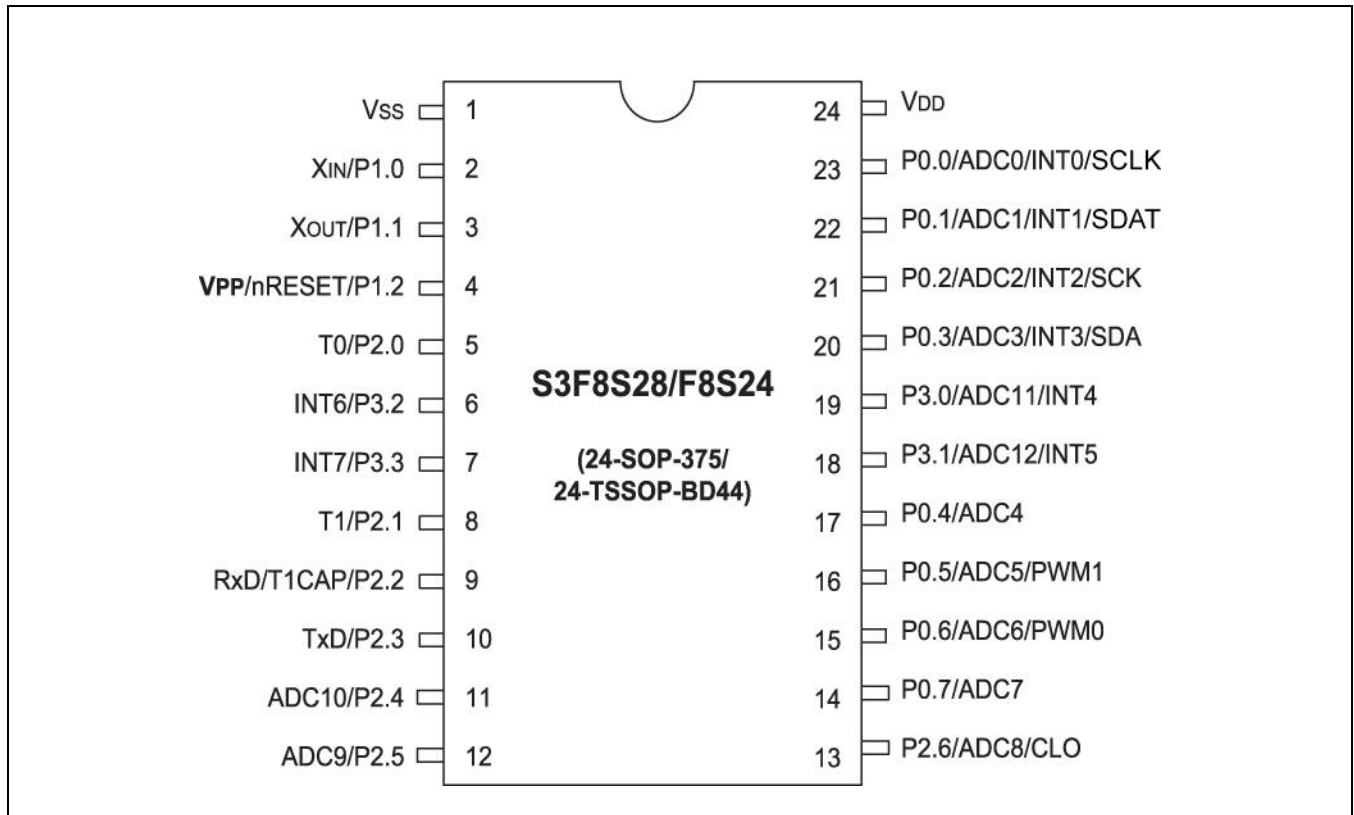 VSS 1
XIN/P1.0 2
XOUT/P1.1 3
VPP/nRESET/P1.2 4
T0/P2.0 5
INT6/P3.2 6
INT7/P3.3 7
T1/P2.1 8
RxD/T1CAP/P2.2 9
TxD/P2.3 10
ADC10/P2.4 11
ADC9/P2.5 12
S3F8S28/F8S24
(24-SOP-375/
24-TSSOP-BD44)
24 VDD
23 P0.0/ADC0/INT0/SCLK
22 P0.1/ADC1/INT1/SDAT
21 P0.2/ADC2/INT2/SCK
20 P0.3/ADC3/INT3/SDA
19 P3.0/ADC11/INT4
18 P3.1/ADC12/INT5
17 P0.4/ADC4
16 P0.5/ADC5/PWM1
15 P0.6/ADC6/PWM0
14 P0.7/ADC7
13 P2.6/ADC8/CLO